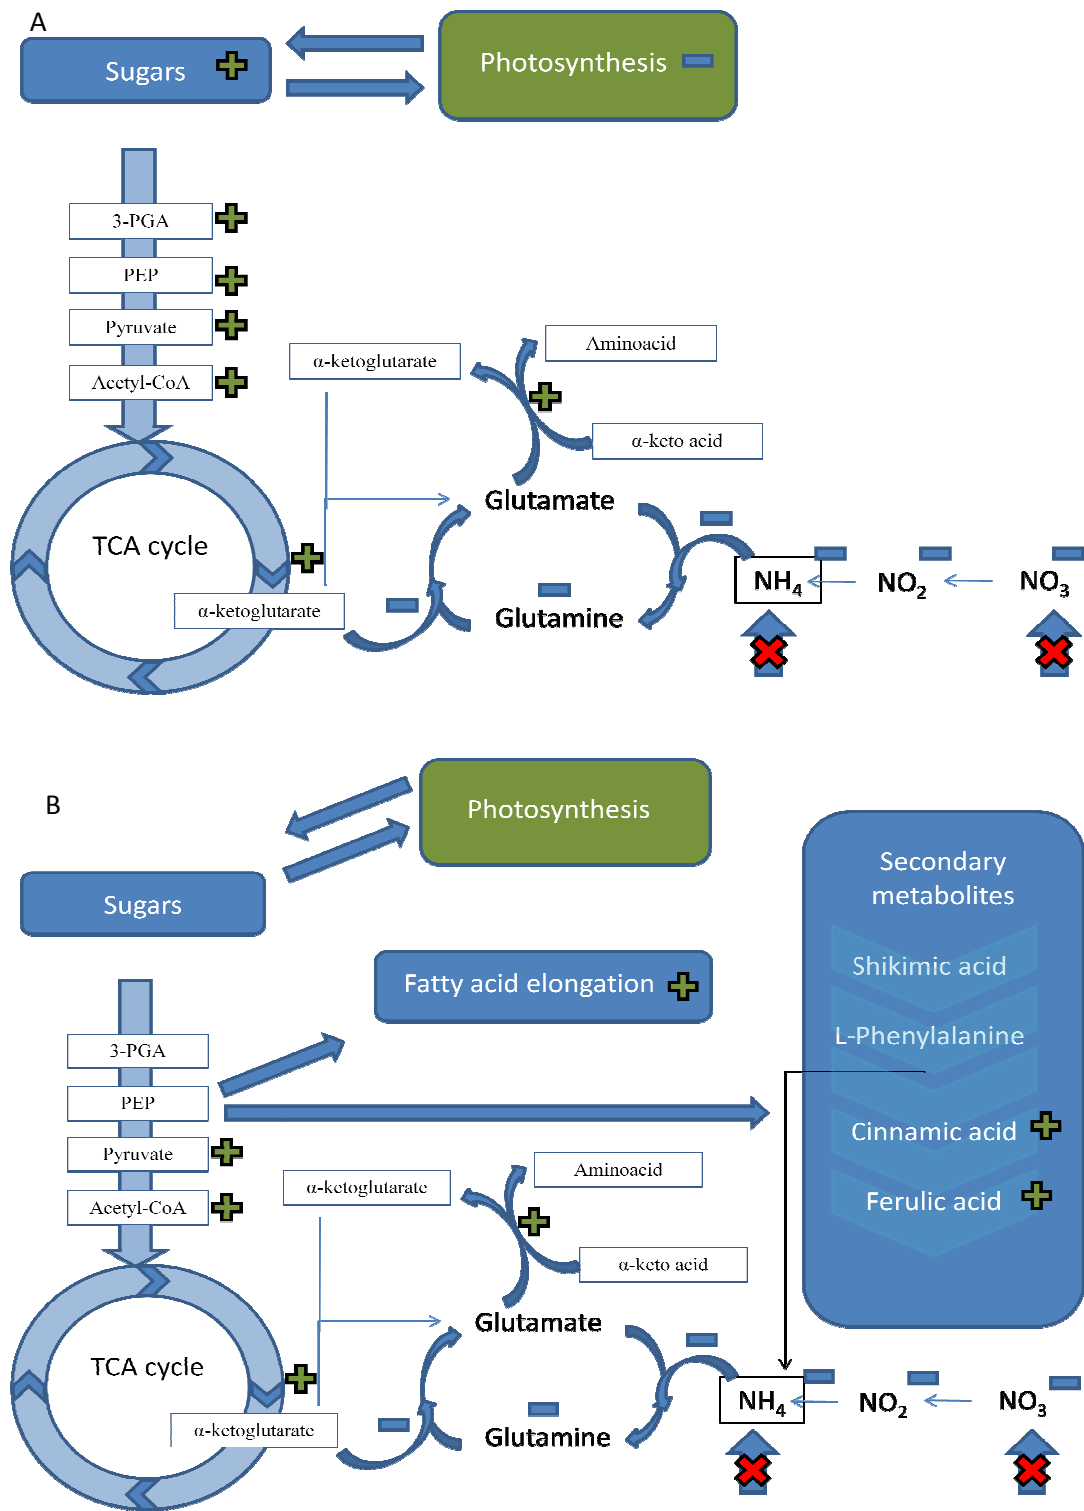 A
Sugars
Photosynthesis
3-PGA
PEP
Pyruvate
Acetyl-CoA
α-ketoglutarate
Aminoacid
α-keto acid
Glutamate
TCA cycle
α-ketoglutarate
Glutamine
NH4
NO2
NO3
B
Photosynthesis
Sugars
Secondary
metabolites
Fatty acid elongation
Shikimic acid
L-Phenylalanine
Cinnamic acid
Ferulic acid
3-PGA
PEP
Pyruvate
Acetyl-CoA
α-ketoglutarate
Aminoacid
α-keto acid
Glutamate
TCA cycle
α-ketoglutarate
Glutamine
NH4
NO2
NO3